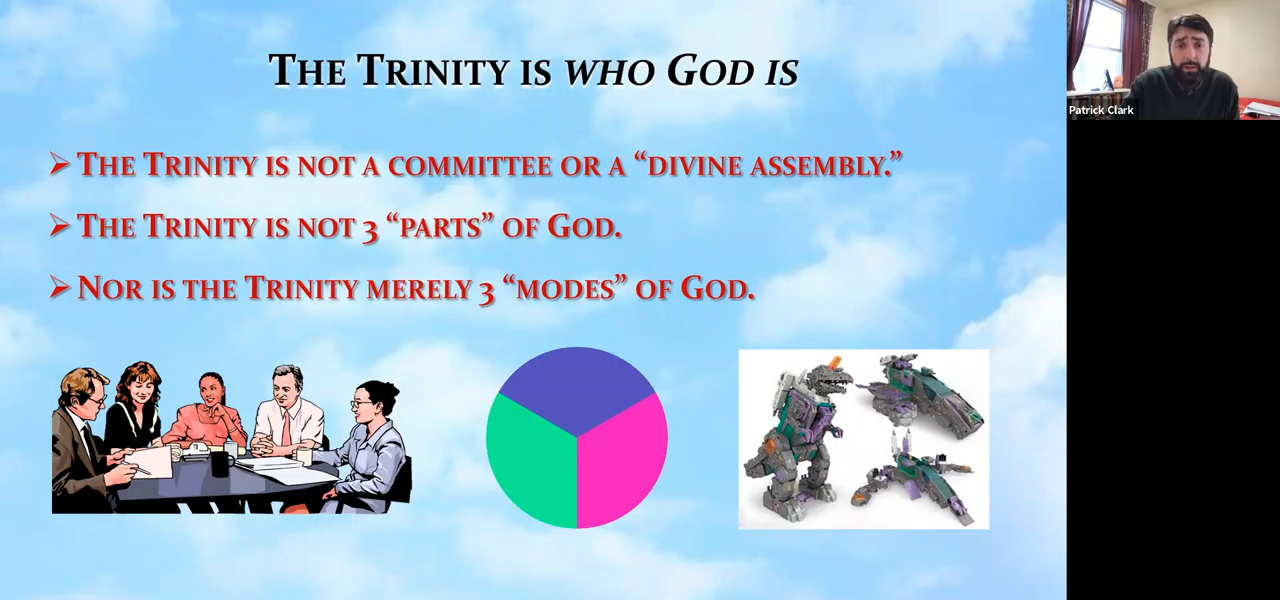 The Trinity is who God is
➢ The Trinity is not a committee or a “divine assembly.”
➢ The Trinity is not 3 “parts” of God.
➢ Nor is the Trinity merely 3 “modes” of God.
Patrick Clark